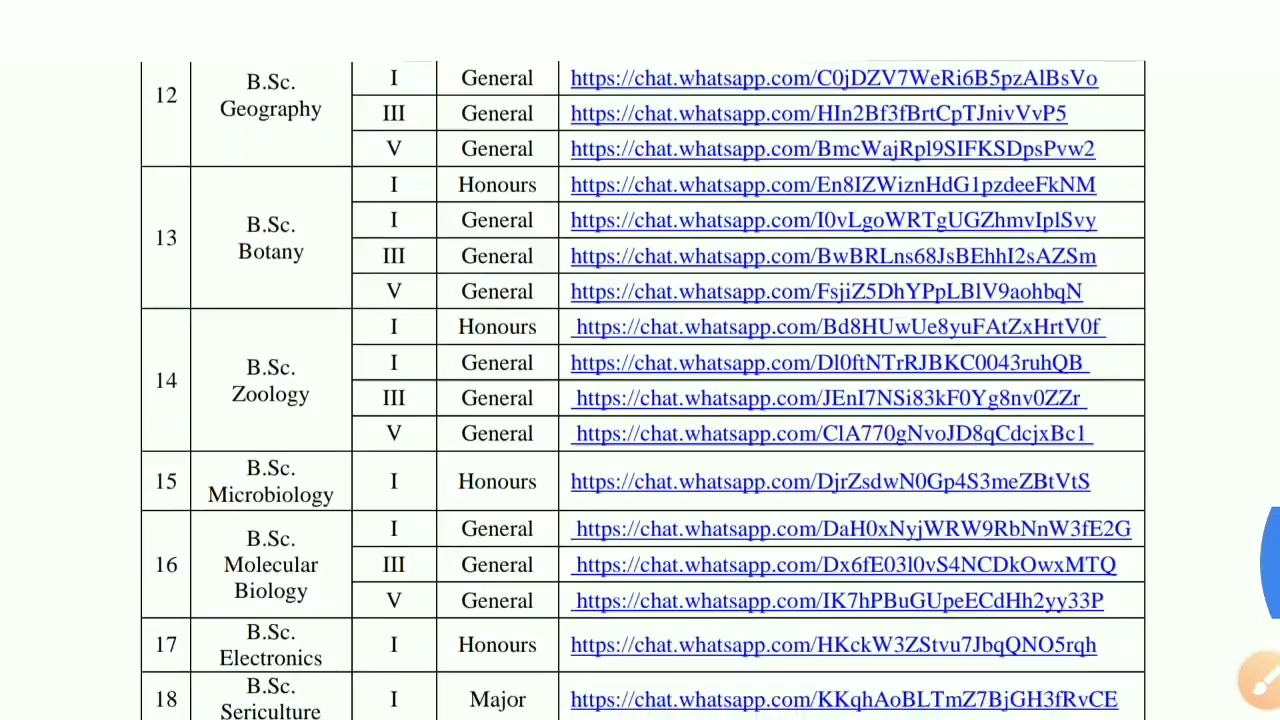 12 B.Sc. Geography I General https://chat.whatsapp.com/C0jDZV7WeRi6B5pzAlBsVo
III General https://chat.whatsapp.com/HIn2Bf3fBrtCpTJnivVvP5
V General https://chat.whatsapp.com/BmcWajRpl9SIFKSDpsPvw2
13 B.Sc. Botany I Honours https://chat.whatsapp.com/En8IZWiznHdG1pzdeeFkNM
I General https://chat.whatsapp.com/I0vLgoWRTgUGZhmvIplSvy
III General https://chat.whatsapp.com/BwBRLns68JsBEhhI2sAZSm
V General https://chat.whatsapp.com/FsjiZ5DhYPpLBlV9aohbqN
14 B.Sc. Zoology I Honours https://chat.whatsapp.com/Bd8HUwUe8yuFAtZxHrtV0f
I General https://chat.whatsapp.com/Dl0ftNTrRJBKC0043ruhQB
III General https://chat.whatsapp.com/JEnI7NSi83kF0Yg8nv0ZZr
V General https://chat.whatsapp.com/ClA770gNvoJD8qCdcjxBc1
15 B.Sc. Microbiology I Honours https://chat.whatsapp.com/DjrZsdwN0Gp4S3meZBtVtS
16 B.Sc. Molecular Biology I General https://chat.whatsapp.com/DaH0xNyjWRW9RbNnW3fE2G
III General https://chat.whatsapp.com/Dx6fE03l0vS4NCDkOwxMTQ
V General https://chat.whatsapp.com/IK7hPBuGUpeECdHh2yy33P
17 B.Sc. Electronics I Honours https://chat.whatsapp.com/HKckW3ZStvu7JbqQNO5rqh
18 B.Sc. Sericulture I Major https://chat.whatsapp.com/KKqhAoBLTmZ7BjGH3fRvCE